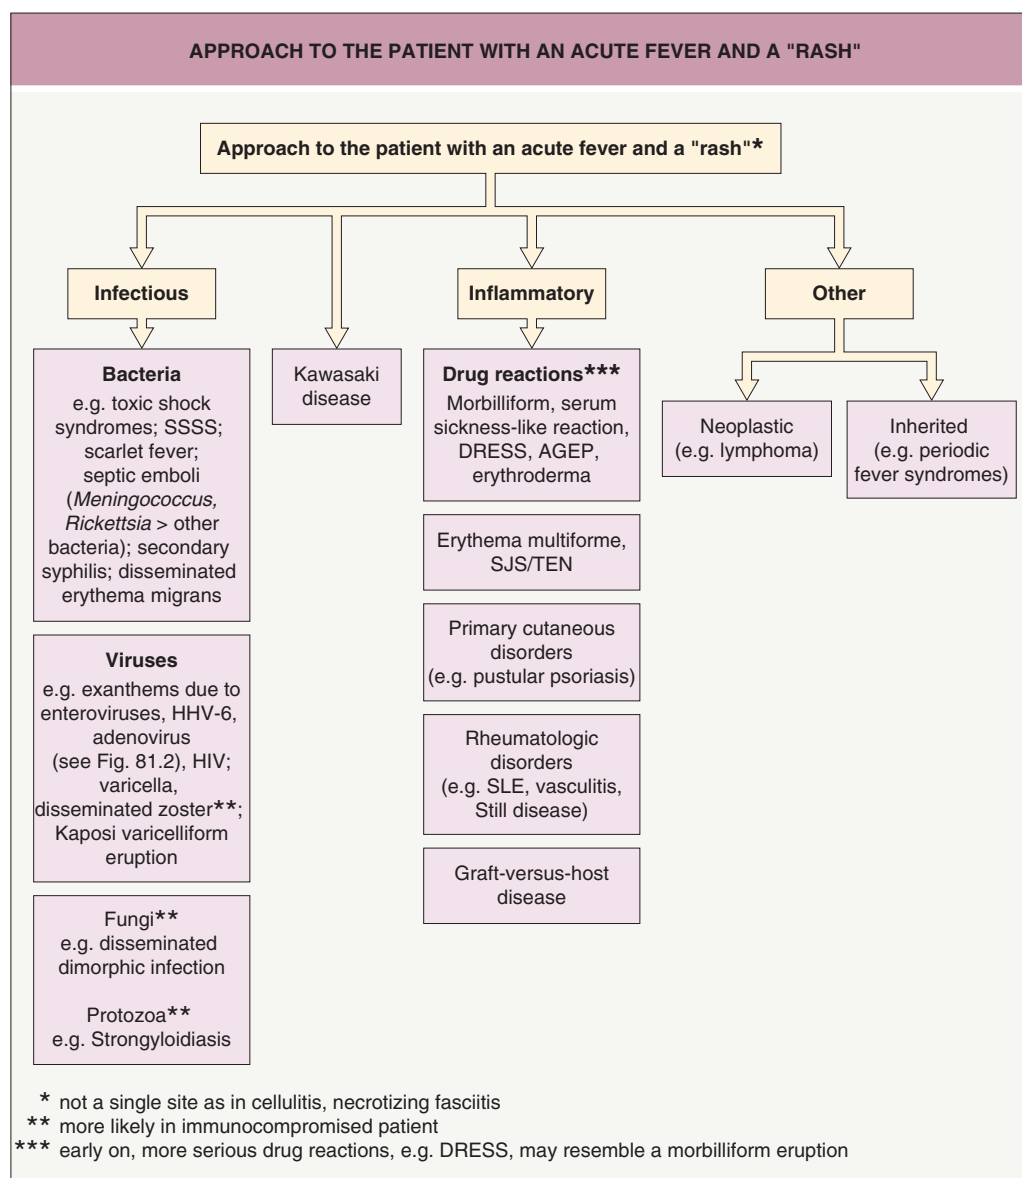 APPROACH TO THE PATIENT WITH AN ACUTE FEVER AND A "RASH"
Approach to the patient with an acute fever and a "rash"*
Infectious
Bacteria
e.g. toxic shock
syndromes; SSSS;
scarlet fever;
septic emboli
(Meningococcus,
Rickettsia > other
bacteria); secondary
syphilis; disseminated
erythema migrans
Viruses
e.g. exanthems due to
enteroviruses, HHV-6,
adenovirus
(see Fig. 81.2), HIV;
varicella,
disseminated zoster**;
Kaposi varicelliform
eruption
Fungi**
e.g. disseminated
dimorphic infection
Protozoa**
e.g. Strongyloidiasis
Kawasaki
disease
Inflammatory
Drug reactions***
Morbilliform, serum
sickness-like reaction,
DRESS, AGEP,
erythroderma
Erythema multiforme,
SJS/TEN
Primary cutaneous
disorders
(e.g. pustular psoriasis)
Rheumatologic
disorders
(e.g. SLE, vasculitis,
Still disease)
Graft-versus-host
disease
Other
Neoplastic
(e.g. lymphoma)
Inherited
(e.g. periodic
fever syndromes)
* not a single site as in cellulitis, necrotizing fasciitis
** more likely in immunocompromised patient
*** early on, more serious drug reactions, e.g. DRESS, may resemble a morbilliform eruption